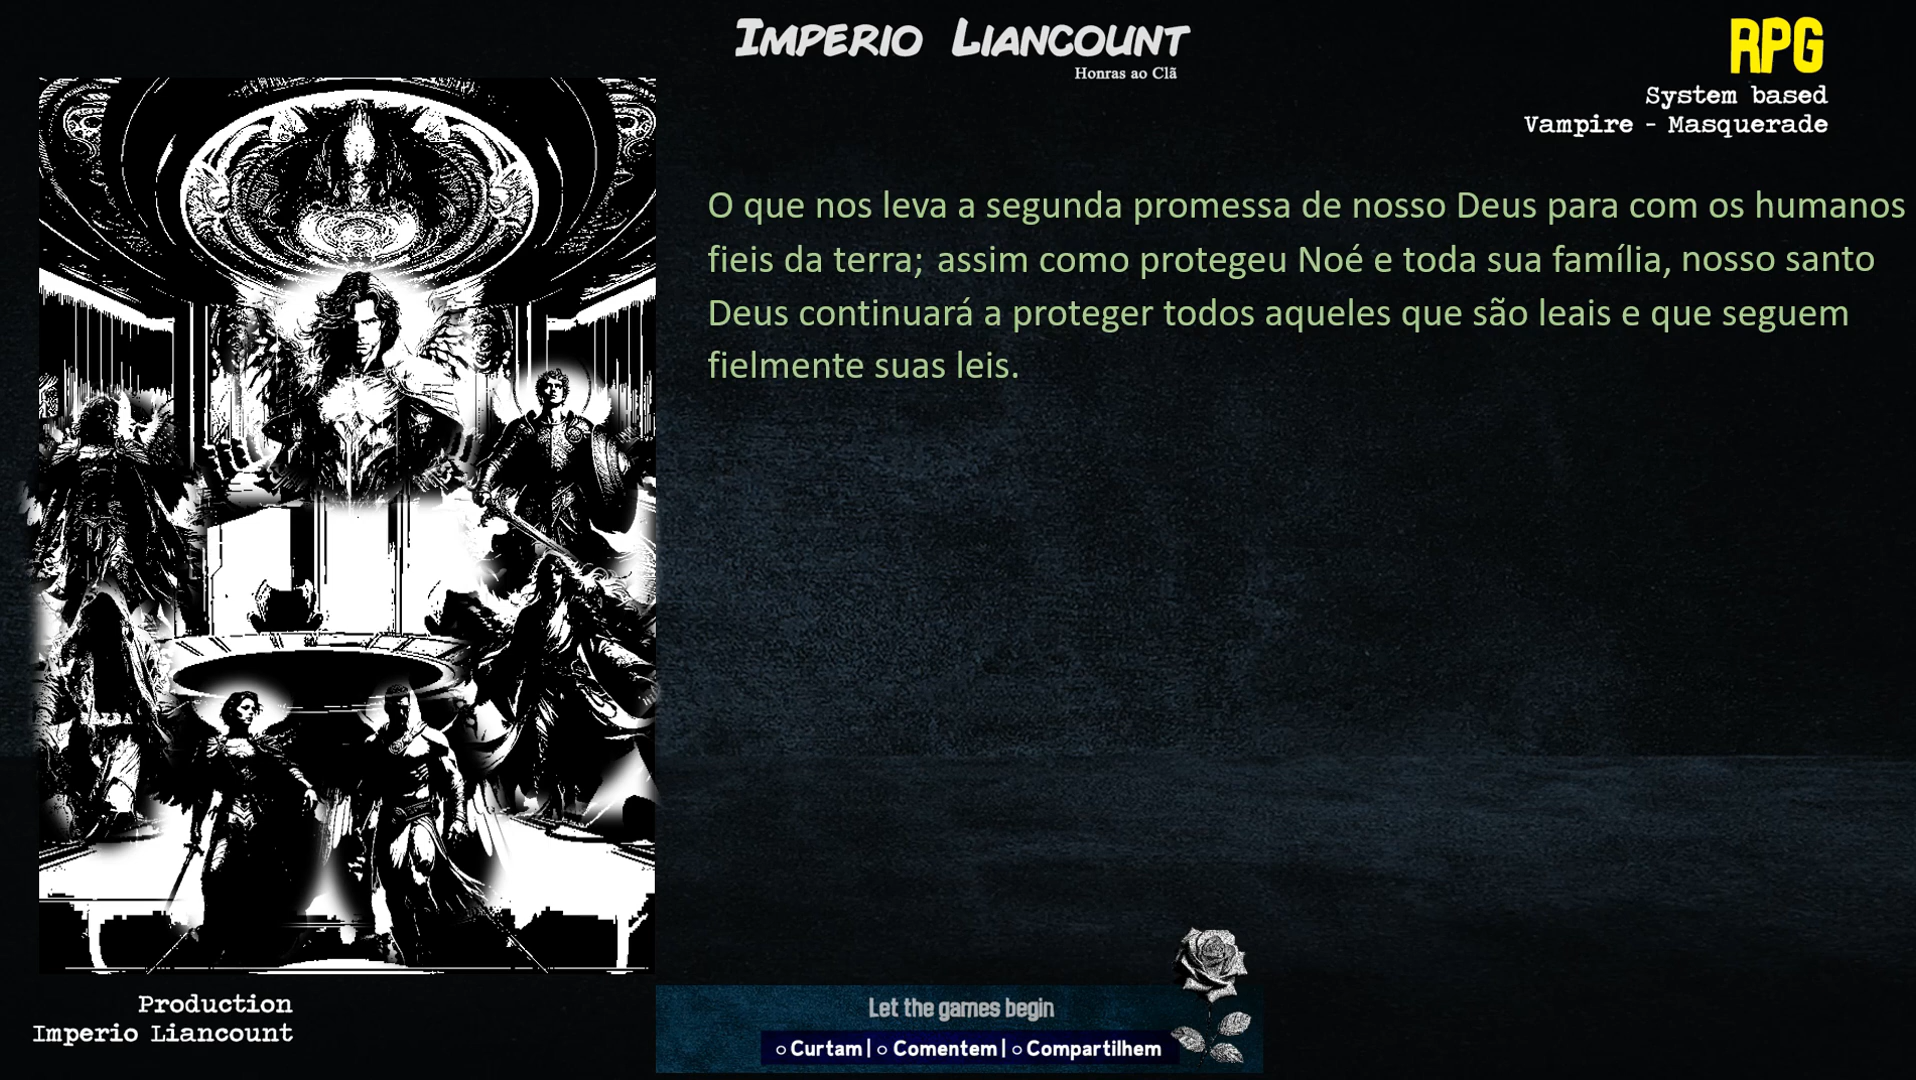 Imperio Liancount
Honras ao Clã
RPG
System based
Vampire - Masquerade
O que nos leva a segunda promessa de nosso Deus para com os humanos
fieis da terra; assim como protegeu Noé e toda sua família, nosso santo
Deus continuará a proteger todos aqueles que são leais e que seguem
fielmente suas leis.
Production
Imperio Liancount
Let the games begin
○ Curtam | ○ Comentem | ○ Compartilhem